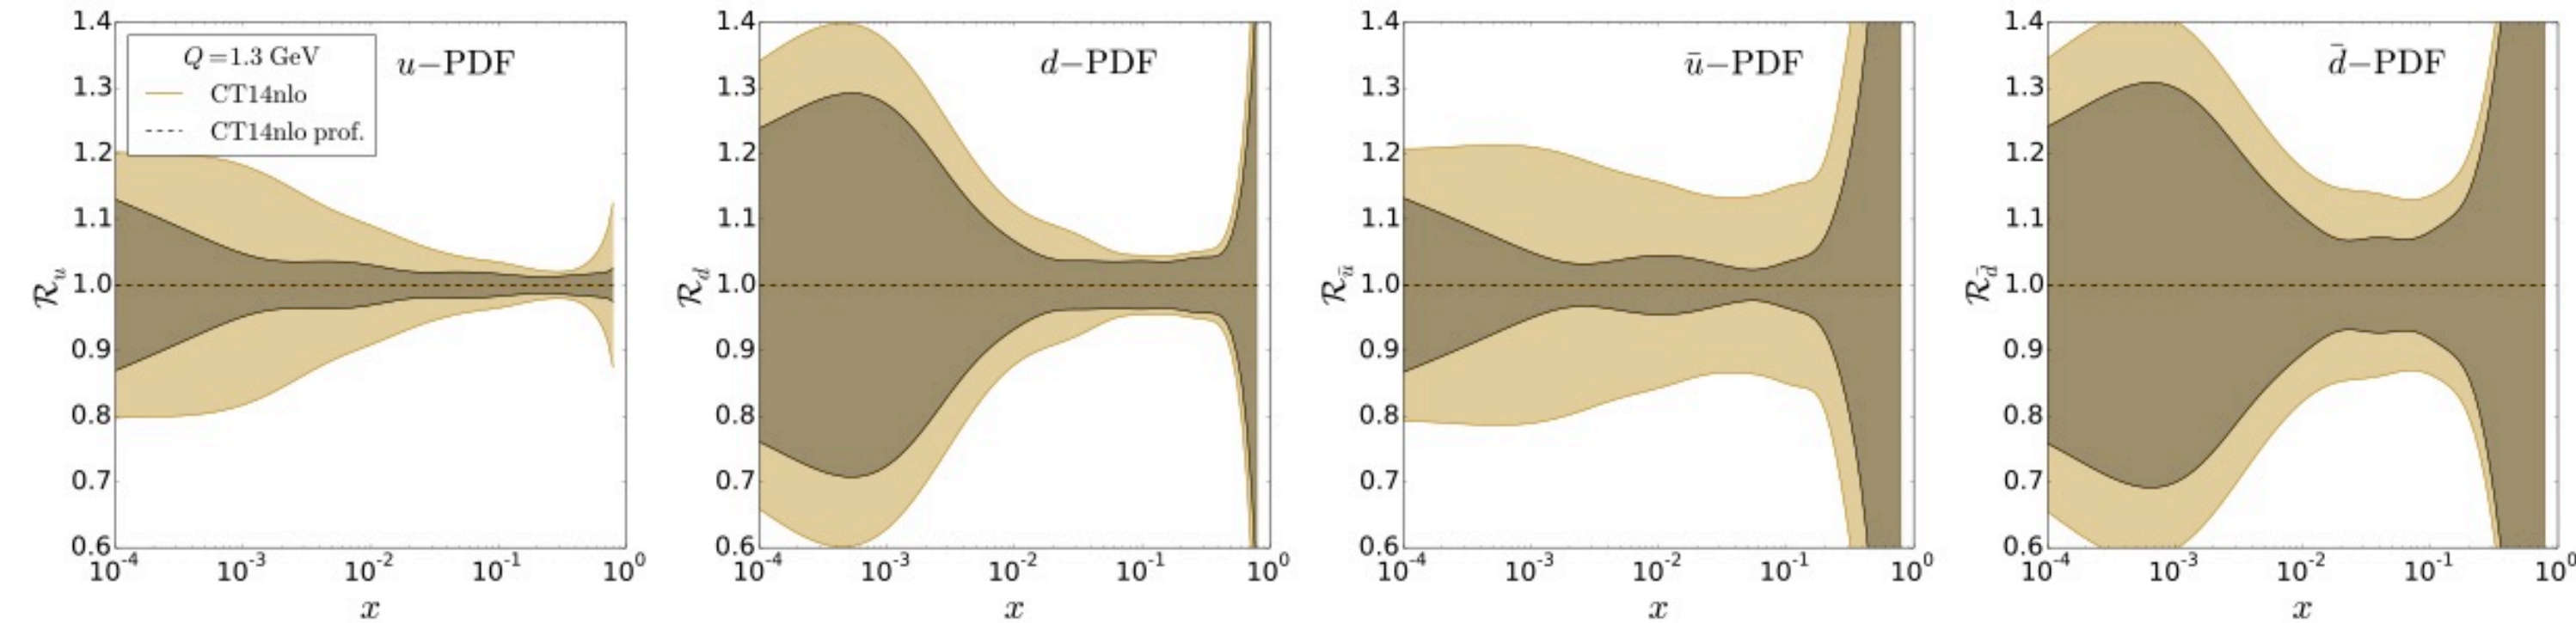 1.4
1.3
1.2
1.1
1.0
0.9
0.8
0.7
0.6
Q = 1.3 GeV
CT14nlo
CT14nlo prof.
u−PDF
ℛ_u
10^-4 10^-3 10^-2 10^-1 10^0
x
1.4
1.3
1.2
1.1
1.0
0.9
0.8
0.7
0.6
d−PDF
ℛ_d
10^-4 10^-3 10^-2 10^-1 10^0
x
1.4
1.3
1.2
1.1
1.0
0.9
0.8
0.7
0.6
ū−PDF
ℛ_ū
10^-4 10^-3 10^-2 10^-1 10^0
x
1.4
1.3
1.2
1.1
1.0
0.9
0.8
0.7
0.6
d̄−PDF
ℛ_d̄
10^-4 10^-3 10^-2 10^-1 10^0
x